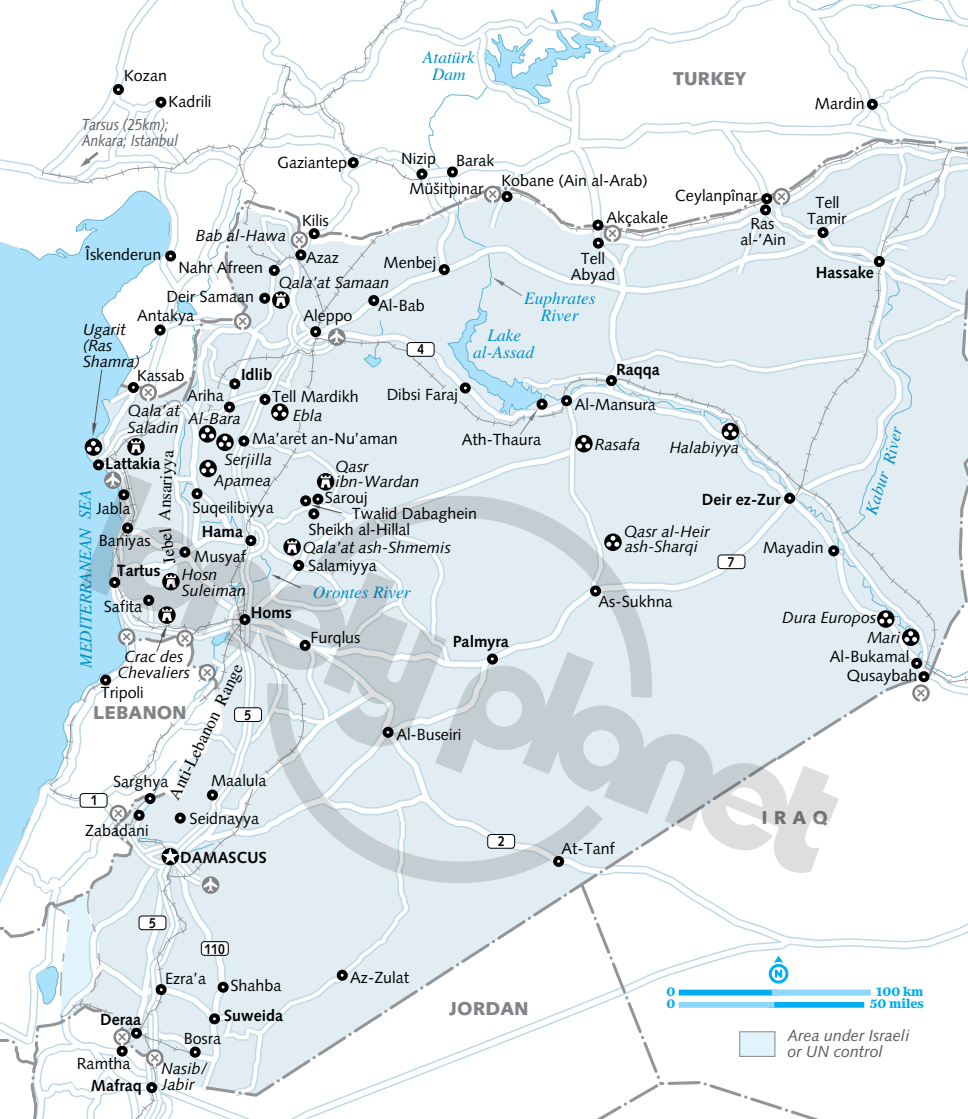 Atatürk
Dam
TURKEY
Kozan
Kadrili
Mardin
Tarsus (25km);
Ankara; Istanbul
Gaziantep
Nizip
Barak
Müšitpinar
Kobane (Ain al-Arab)
Ceylanpînar
Tell
Tamir
Ras
al-'Ain
Kilis
Bab al-Hawa
Akçakale
Îskenderun
Azaz
Nahr Afreen
Menbej
Tell
Abyad
Hassake
Qala'at Samaan
Deir Samaan
Al-Bab
Euphrates
River
Antakya
Aleppo
Ugarit
(Ras
Shamra)
Lake
al-Assad
4
Kassab
Idlib
Raqqa
Ariha
Tell Mardikh
Dibsi Faraj
Al-Mansura
Qala'at
Saladin
Al-Bara
Ebla
Ath-Thaura
Ma'aret an-Nu'aman
Serjilla
Rasafa
Halabiyya
Kabur River
Lattakia
Apamea
Qasr
ibn-Wardan
Jabla
Jebel Ansariyya
Suqeilibiyya
Sarouj
Twalid Dabaghein
Deir ez-Zur
Sheikh al-Hillal
Baniyas
Hama
Qala'at ash-Shmemis
Qasr al-Heir
ash-Sharqi
Mayadin
MEDITERRANEAN SEA
Musyaf
Salamiyya
7
Tartus
Hosn
Suleiman
Orontes River
As-Sukhna
Safita
Homs
Dura Europos
Furqlus
Palmyra
Mari
Crac des
Chevaliers
Al-Bukamal
Qusaybah
Tripoli
LEBANON
Anti-Lebanon Range
5
Al-Buseiri
lonely planet
Sarghya
Maalula
1
Zabadani
Seidnayya
IRAQ
2
At-Tanf
DAMASCUS
5
110
Ezra'a
Shahba
Az-Zulat
N
0
100 km
0
50 miles
Deraa
Suweida
JORDAN
Bosra
Area under Israeli
or UN control
Ramtha
Nasib/
Jabir
Mafraq